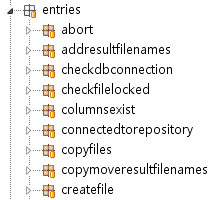 entries
abort
addresultfilenames
checkdbconnection
checkfilelocked
columnsexist
connectedtorepository
copyfiles
copymoveresultfilenames
createfile